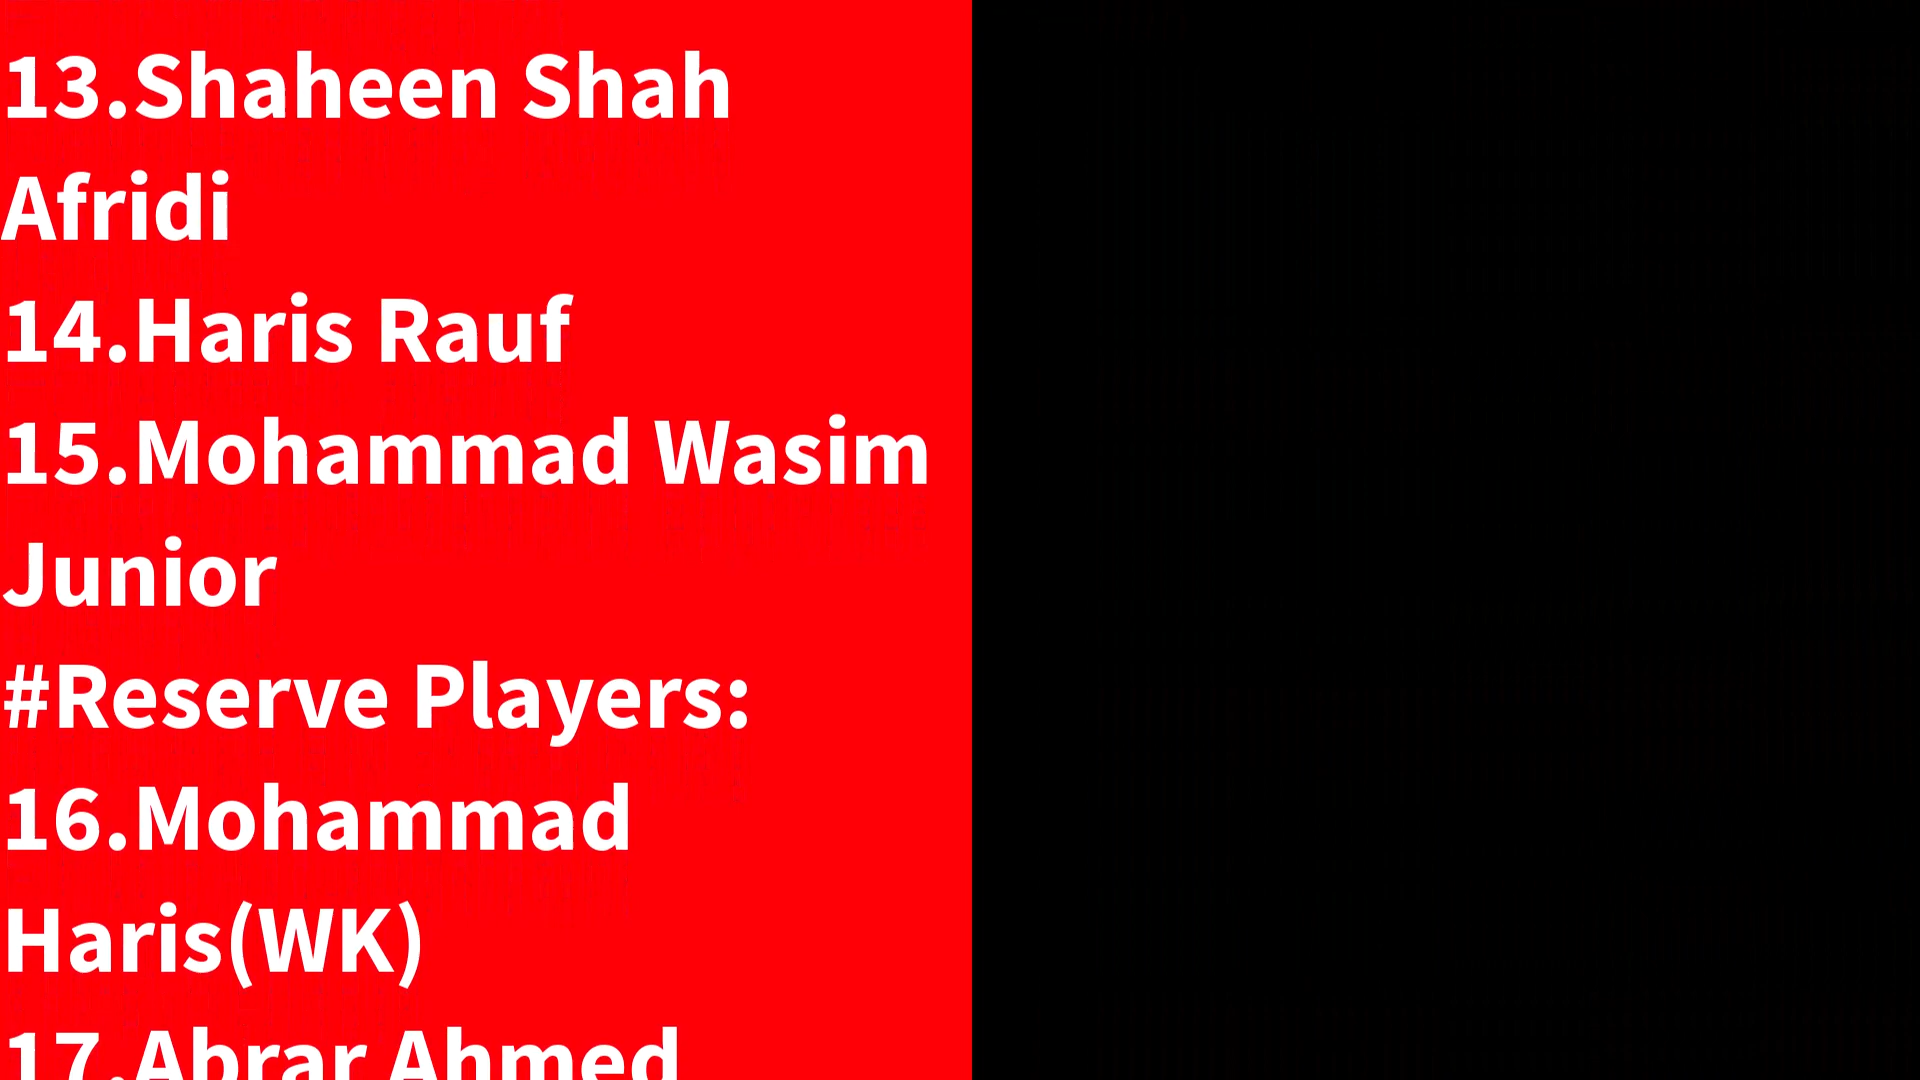 13.Shaheen Shah
Afridi
14.Haris Rauf
15.Mohammad Wasim
Junior
#Reserve Players:
16.Mohammad
Haris(WK)
17.Abrar Ahmed